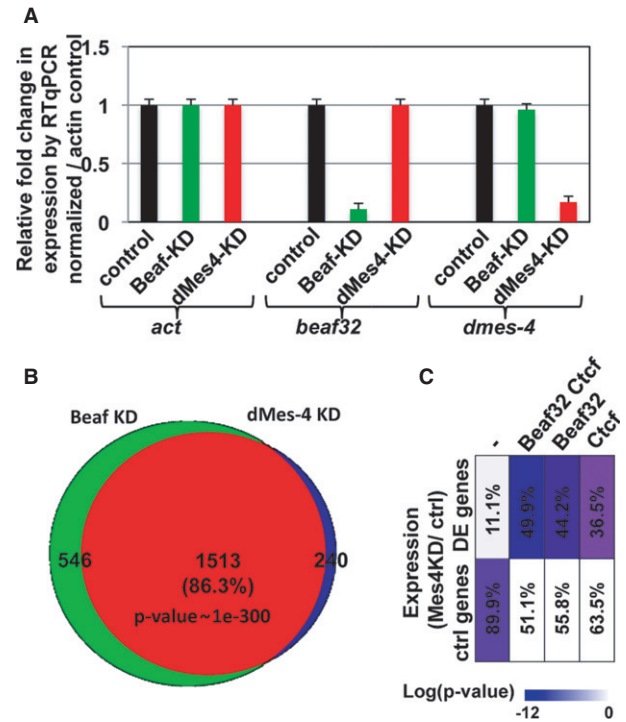 A
Relative fold change in
expression by RTqPCR
normalized / actin control
1.5
1
0.5
0
control
Beaf-KD
dMes4-KD
control
Beaf-KD
dMes4-KD
control
Beaf-KD
dMes4-KD
act
beaf32
dmes-4
B
Beaf KD
dMes-4 KD
546
1513
240
(86.3%)
p-value~1e-300
C
-
Beaf32 Ctcf
Beaf32
Ctcf
Expression
(Mes4KD/ ctrl)
DE genes
11.1%
49.9%
44.2%
36.5%
ctrl genes
89.9%
51.1%
55.8%
63.5%
Log(p-value)
-12
0